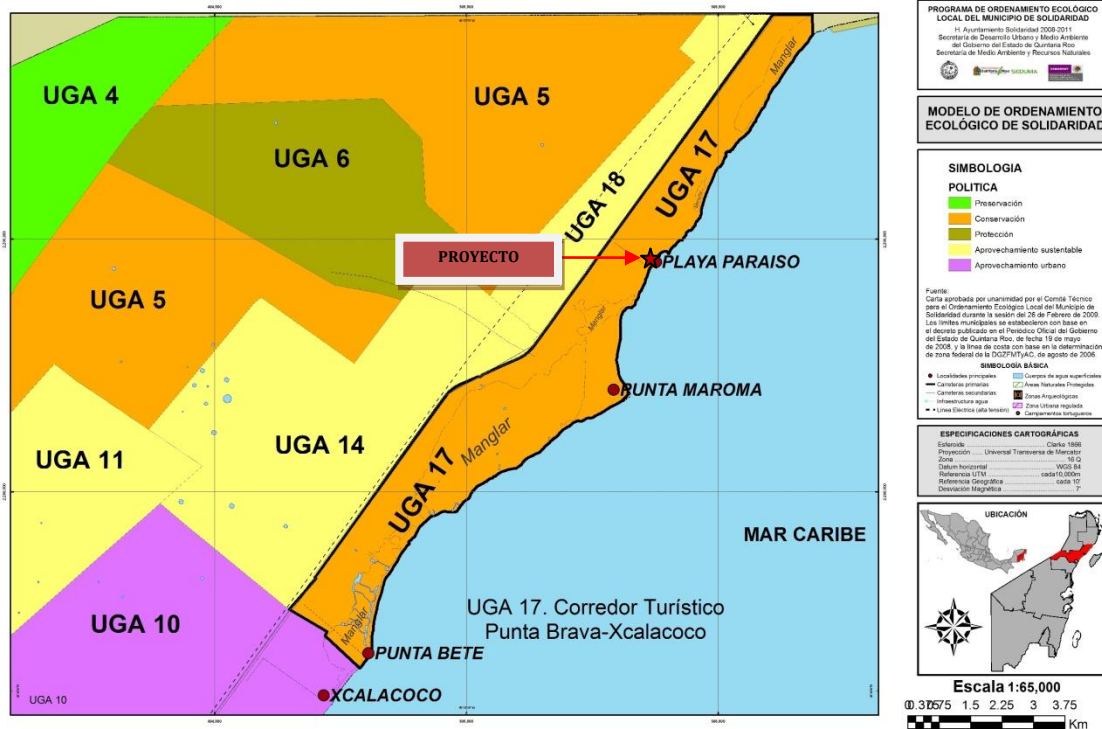 UGA 4
UGA 5
UGA 6
UGA 18
UGA 17
Manglar
PROYECTO
PLAYA PARAISO
UGA 5
Manglar
PUNTA MAROMA
UGA 11
UGA 14
Manglar
UGA 17
MAR CARIBE
UGA 10
Manglar
UGA 17. Corredor Turístico
Punta Brava-Xcalacoco
PUNTA BETE
XCALACOCO
UGA 10
PROGRAMA DE ORDENAMIENTO ECOLÓGICO
LOCAL DEL MUNICIPIO DE SOLIDARIDAD
H. Ayuntamiento Solidaridad 2008-2011
Secretaría de Desarrollo Urbano y Medio Ambiente
del Gobierno del Estado de Quintana Roo
Secretaría de Medio Ambiente y Recursos Naturales
MODELO DE ORDENAMIENTO
ECOLÓGICO DE SOLIDARIDAD
SIMBOLOGIA
POLITICA
Preservación
Conservación
Protección
Aprovechamiento sustentable
Aprovechamiento urbano
Fuente:
Carta aprobada por unanimidad por el Comité Técnico
para el Ordenamiento Ecológico Local del Municipio de
Solidaridad durante la sesión del 26 de Febrero de 2009.
Los límites municipales se establecieron con base en
el decreto publicado en el Periódico Oficial del Gobierno
del Estado de Quintana Roo, de fecha 19 de mayo
de 2008, y la línea de costa con base en la determinación
de zona federal de la DGZFMTyAC, de agosto de 2006
SIMBOLOGÍA BÁSICA
Localidades principales
Carreteras primarias
Carreteras secundarias
Infraestructura agua
Línea Eléctrica (alta tensión)
Cuerpos de agua superficiales
Áreas Naturales Protegidas
Zonas Arqueológicas
Zona Urbana regulada
Campamentos tortugueros
ESPECIFICACIONES CARTOGRÁFICAS
Esferoide Clarke 1866
Proyección Universal Transversa de Mercator
Zona 16 Q
Datum horizontal WGS 84
Referencia UTM cada10,000m
Referencia Geográfica cada 10'
Desviación Magnética 7'
UBICACIÓN
Escala 1:65,000
0 0.375 0.75 1.5 2.25 3 3.75
Km